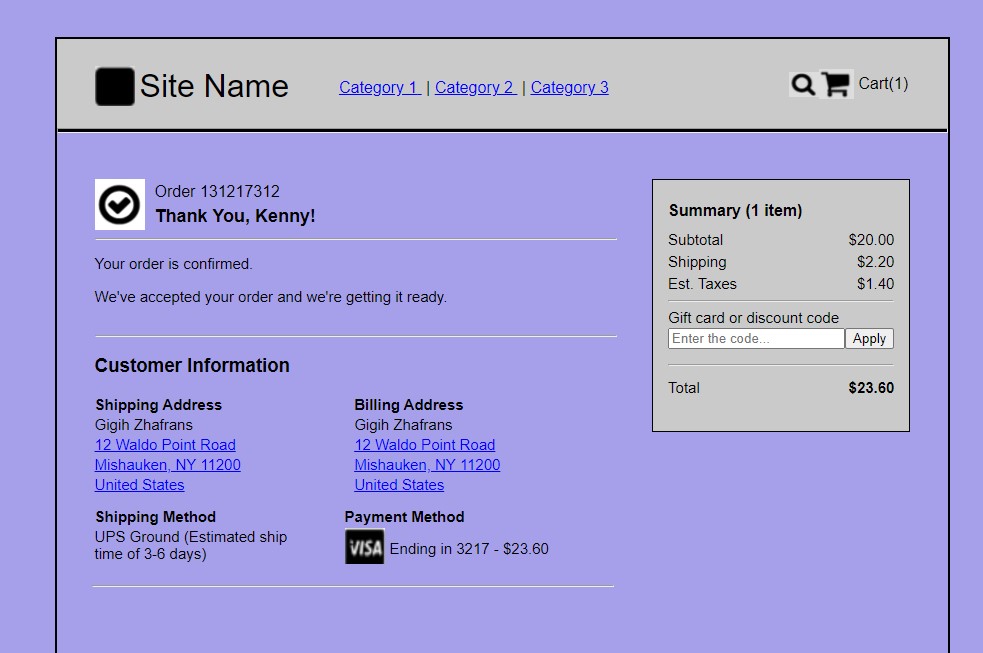 Site Name
Category 1 | Category 2 | Category 3
Cart(1)
Order 131217312
Thank You, Kenny!
Your order is confirmed.
We've accepted your order and we're getting it ready.
Customer Information
Shipping Address
Gigih Zhafrans
12 Waldo Point Road
Mishauken, NY 11200
United States
Billing Address
Gigih Zhafrans
12 Waldo Point Road
Mishauken, NY 11200
United States
Shipping Method
UPS Ground (Estimated ship
time of 3-6 days)
Payment Method
VISA Ending in 3217 - $23.60
Summary (1 item)
Subtotal $20.00
Shipping $2.20
Est. Taxes $1.40
Gift card or discount code
Enter the code... Apply
Total $23.60